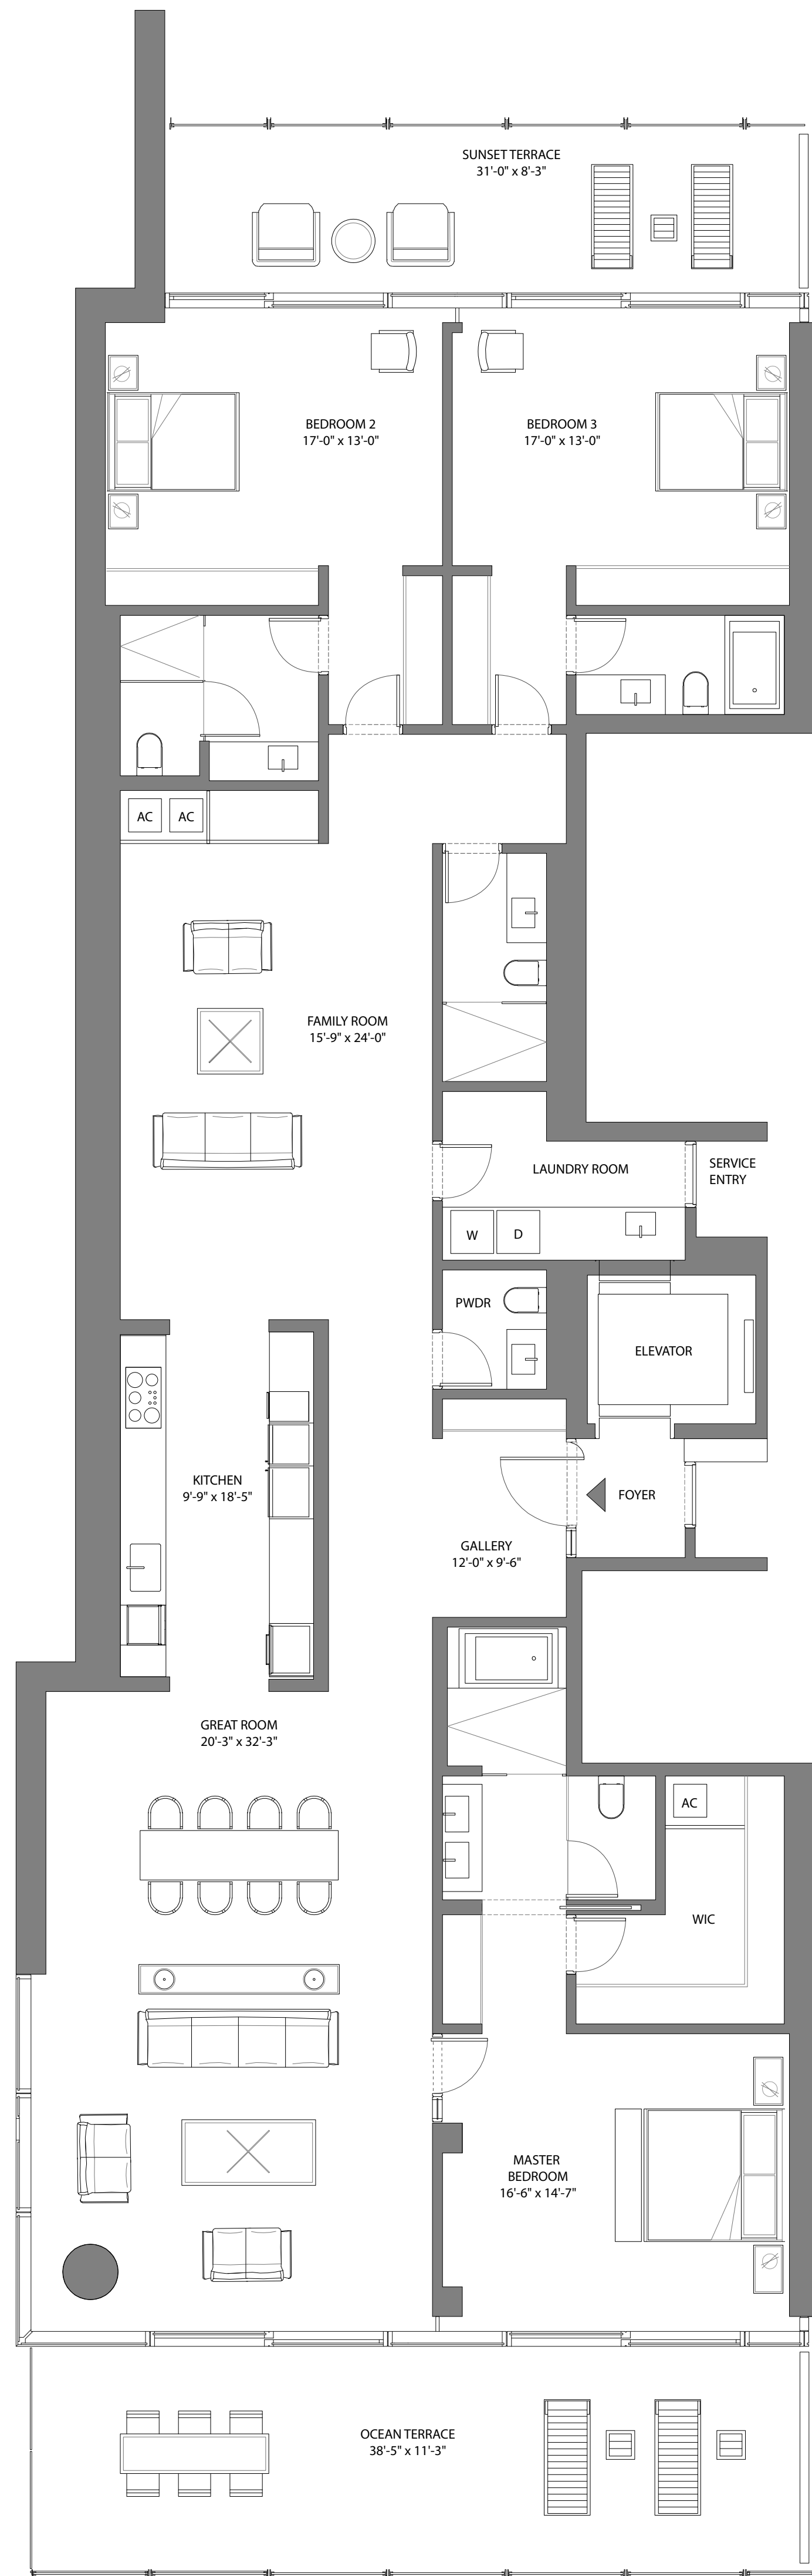 SUNSET TERRACE
31'-0" x 8'-3"
BEDROOM 2
17'-0" x 13'-0"
BEDROOM 3
17'-0" x 13'-0"
AC
AC
FAMILY ROOM
15'-9" x 24'-0"
LAUNDRY ROOM
SERVICE
ENTRY
W
D
PWDR
ELEVATOR
KITCHEN
9'-9" x 18'-5"
FOYER
GALLERY
12'-0" x 9'-6"
GREAT ROOM
20'-3" x 32'-3"
AC
WIC
MASTER
BEDROOM
16'-6" x 14'-7"
OCEAN TERRACE
38'-5" x 11'-3"